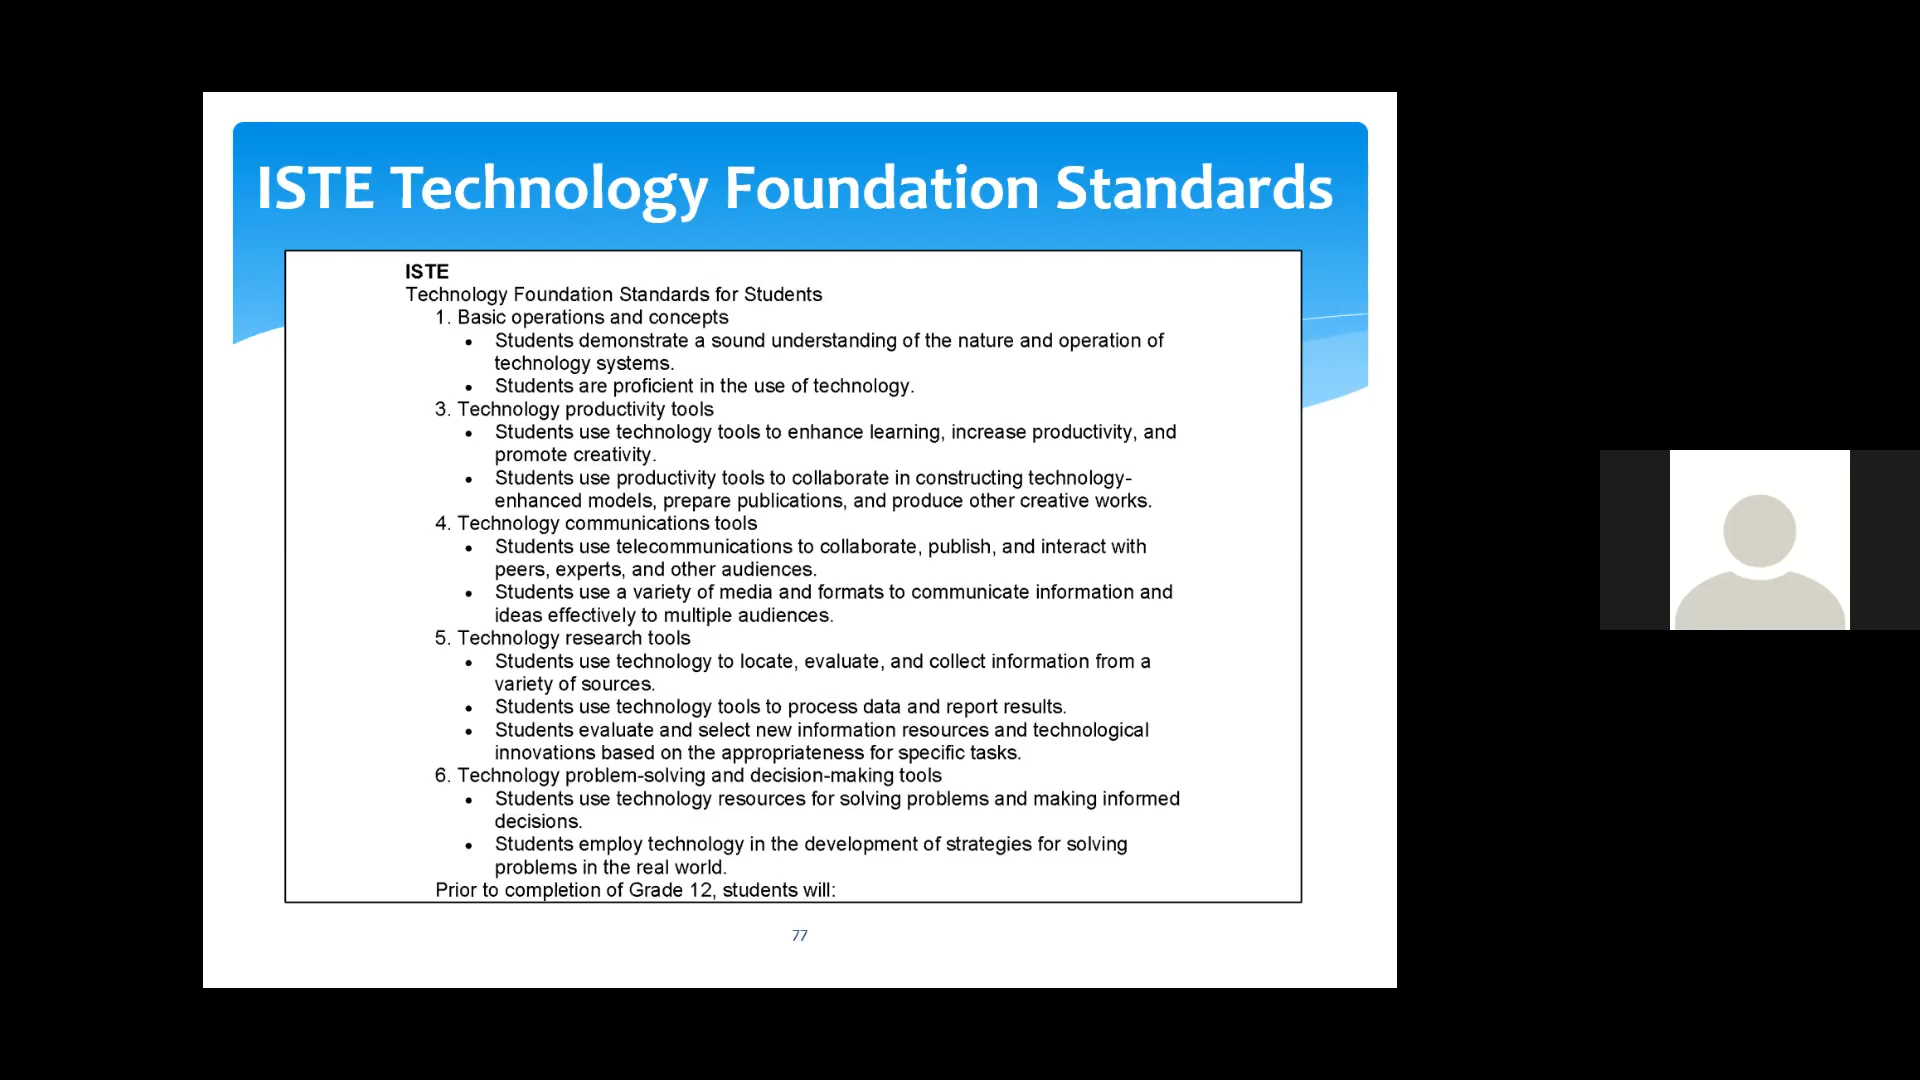 ISTE Technology Foundation Standards
ISTE
Technology Foundation Standards for Students
1. Basic operations and concepts
• Students demonstrate a sound understanding of the nature and operation of
technology systems.
• Students are proficient in the use of technology.
3. Technology productivity tools
• Students use technology tools to enhance learning, increase productivity, and
promote creativity.
• Students use productivity tools to collaborate in constructing technology-
enhanced models, prepare publications, and produce other creative works.
4. Technology communications tools
• Students use telecommunications to collaborate, publish, and interact with
peers, experts, and other audiences.
• Students use a variety of media and formats to communicate information and
ideas effectively to multiple audiences.
5. Technology research tools
• Students use technology to locate, evaluate, and collect information from a
variety of sources.
• Students use technology tools to process data and report results.
• Students evaluate and select new information resources and technological
innovations based on the appropriateness for specific tasks.
6. Technology problem-solving and decision-making tools
• Students use technology resources for solving problems and making informed
decisions.
• Students employ technology in the development of strategies for solving
problems in the real world.
Prior to completion of Grade 12, students will:
77